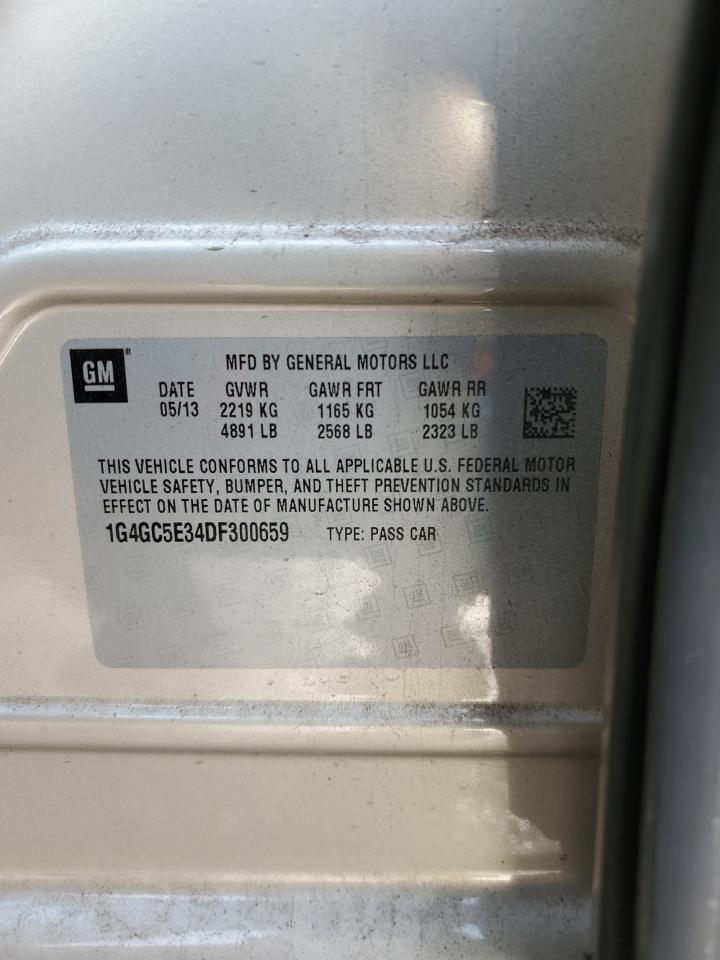 GM ®
MFD BY GENERAL MOTORS LLC
DATE GVWR GAWR FRT GAWR RR
05/13 2219 KG 1165 KG 1054 KG
4891 LB 2568 LB 2323 LB
THIS VEHICLE CONFORMS TO ALL APPLICABLE U.S. FEDERAL MOTOR
VEHICLE SAFETY, BUMPER, AND THEFT PREVENTION STANDARDS IN
EFFECT ON THE DATE OF MANUFACTURE SHOWN ABOVE.
1G4GC5E34DF300659 TYPE: PASS CAR